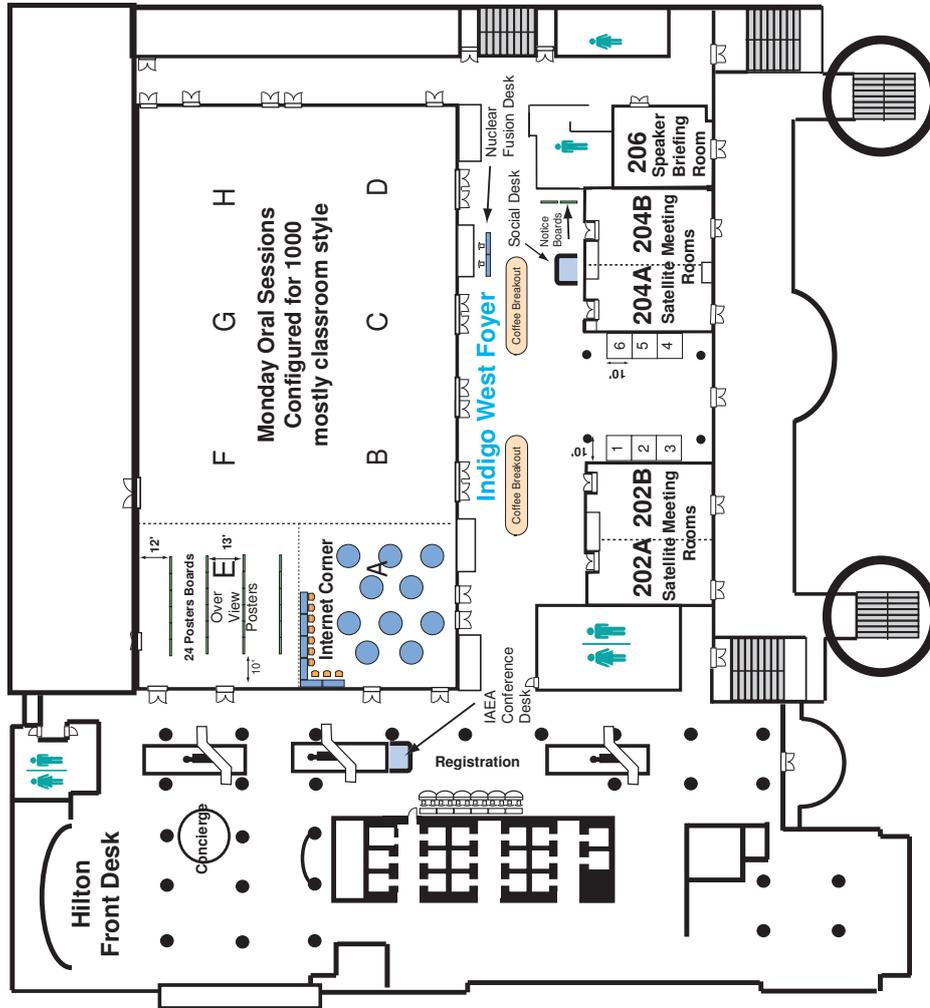 Nuclear
Fusion Desk
Social Desk
Notice
Boards
206
Speaker
Briefing
Room
H
D
Monday Oral Sessions
Configured for 1000
mostly classroom style
G
C
F
B
Indigo West Foyer
Coffee Breakout
Coffee Breakout
204A 204B
Satellite Meeting
Rooms
6
5
4
10'
10'
1
2
3
202A 202B
Satellite Meeting
Rooms
12'
13'
10'
24 Posters Boards
E
Over
View
Posters
Internet Corner
A
IAEA
Conference
Desk
Registration
Concierge
Hilton
Front Desk